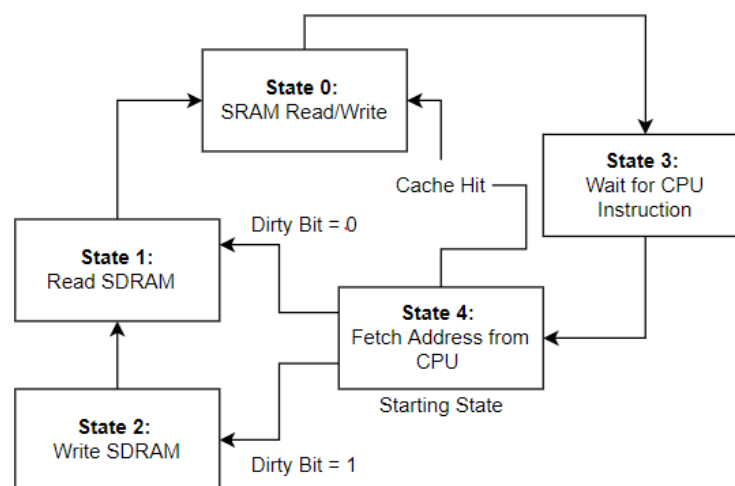 State 0:
SRAM Read/Write
State 3:
Wait for CPU
Instruction
Cache Hit
Dirty Bit = 0
State 1:
Read SDRAM
State 4:
Fetch Address from
CPU
Starting State
State 2:
Write SDRAM
Dirty Bit = 1